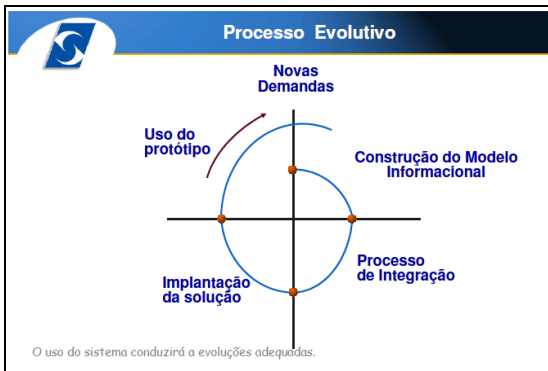 Processo Evolutivo
Novas
Demandas
Uso do
protótipo
Construção do Modelo
Informacional
Processo
de Integração
Implantação
da solução
O uso do sistema conduzirá a evoluções adequadas.